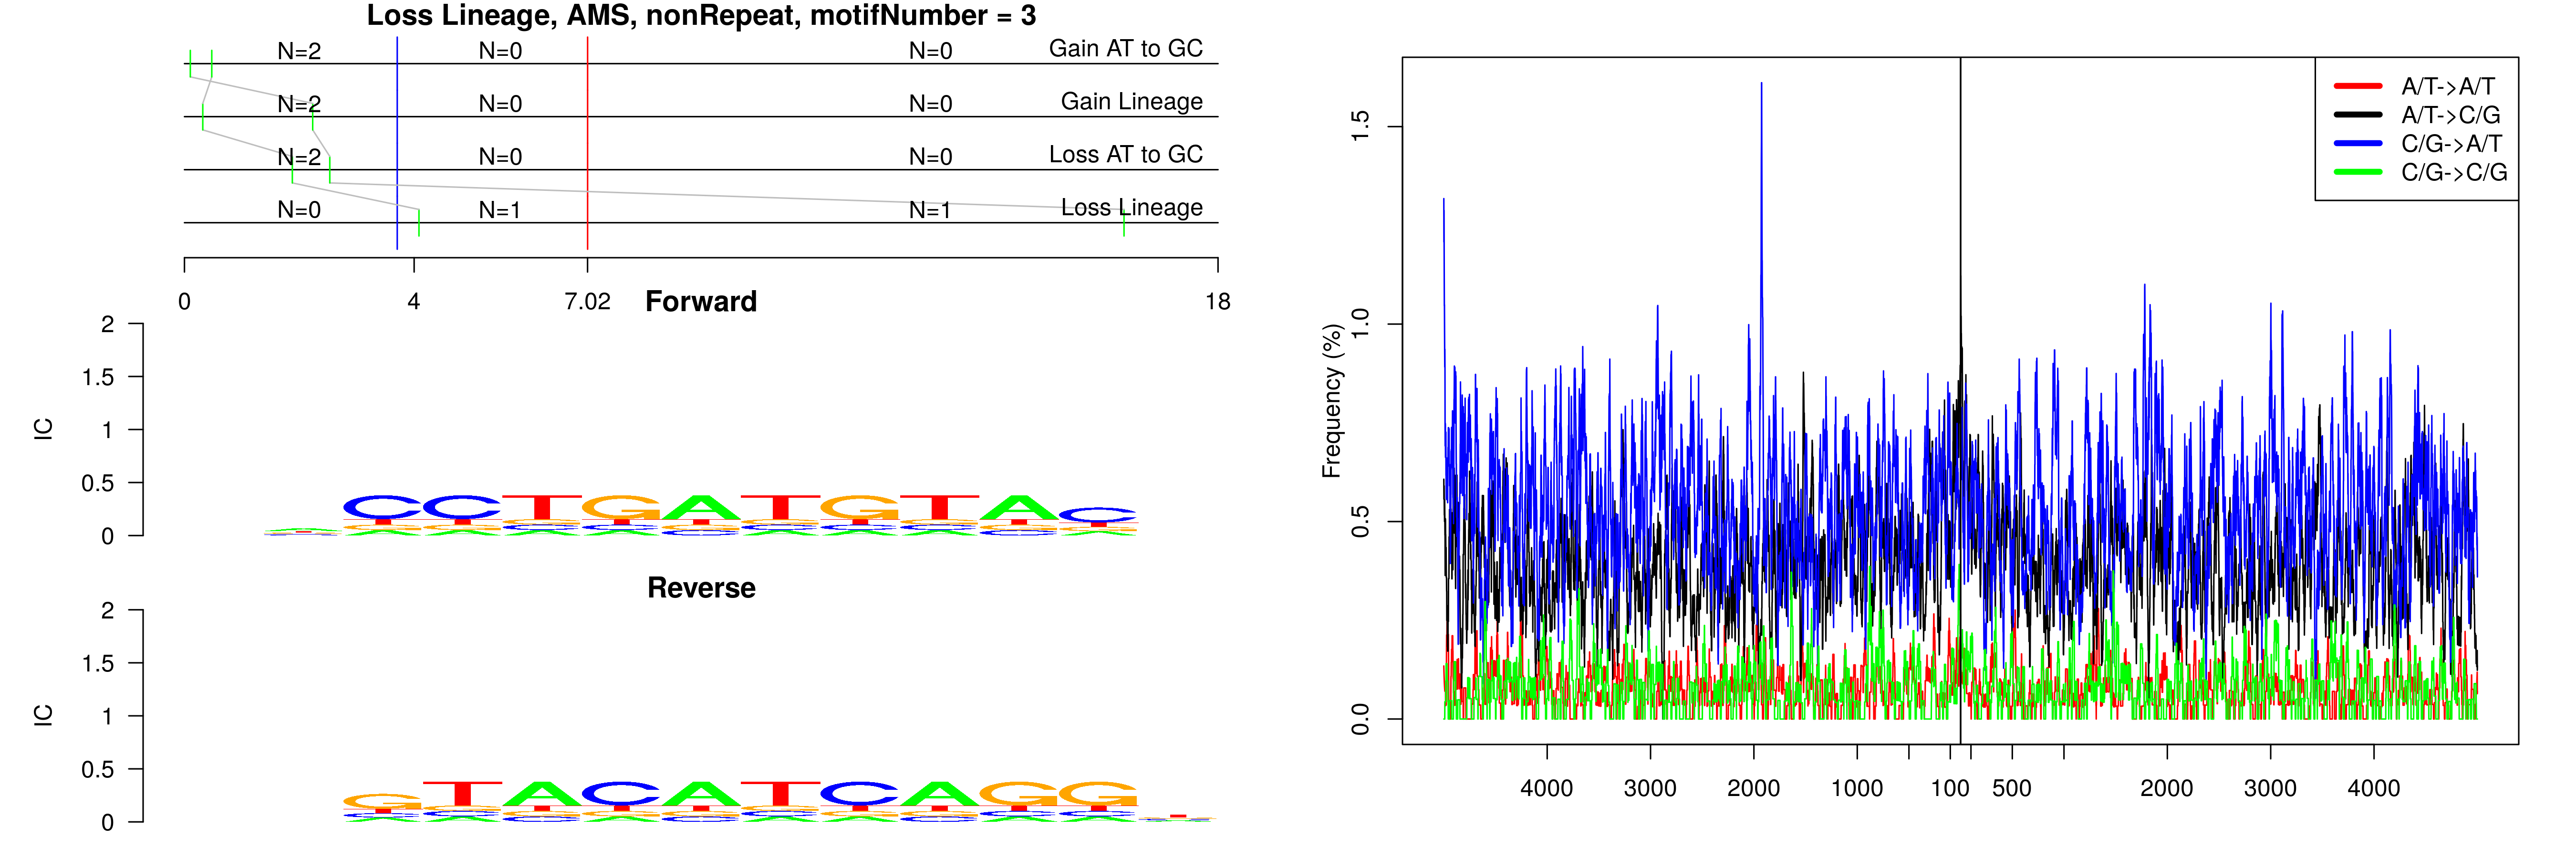 Loss Lineage, AMS, nonRepeat, motifNumber = 3
N=2 N=0 N=0 Gain AT to GC
N=2 N=0 N=0 Gain Lineage
N=2 N=0 N=0 Loss AT to GC
N=0 N=1 N=1 Loss Lineage
0 4 7.02 18
Forward
2
1.5
1
0.5
0
IC
CCTGATGTAC
Reverse
2
1.5
1
0.5
0
IC
GTACATCAGG
A/T->A/T
A/T->C/G
C/G->A/T
C/G->C/G
Frequency (%)
1.5
1.0
0.5
0.0
4000 3000 2000 1000 100 500 2000 3000 4000